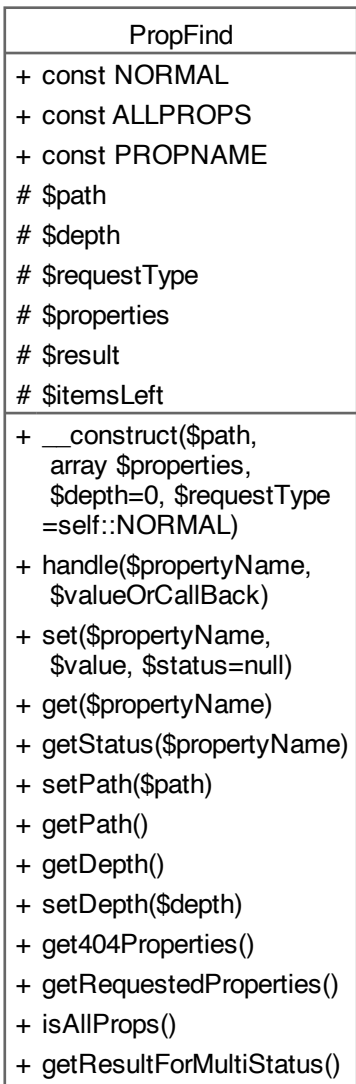 PropFind
+ const NORMAL
+ const ALLPROPS
+ const PROPNAME
# $path
# $depth
# $requestType
# $properties
# $result
# $itemsLeft
+ __construct($path,
array $properties,
$depth=0, $requestType
=self::NORMAL)
+ handle($propertyName,
$valueOrCallBack)
+ set($propertyName,
$value, $status=null)
+ get($propertyName)
+ getStatus($propertyName)
+ setPath($path)
+ getPath()
+ getDepth()
+ setDepth($depth)
+ get404Properties()
+ getRequestedProperties()
+ isAllProps()
+ getResultForMultiStatus()